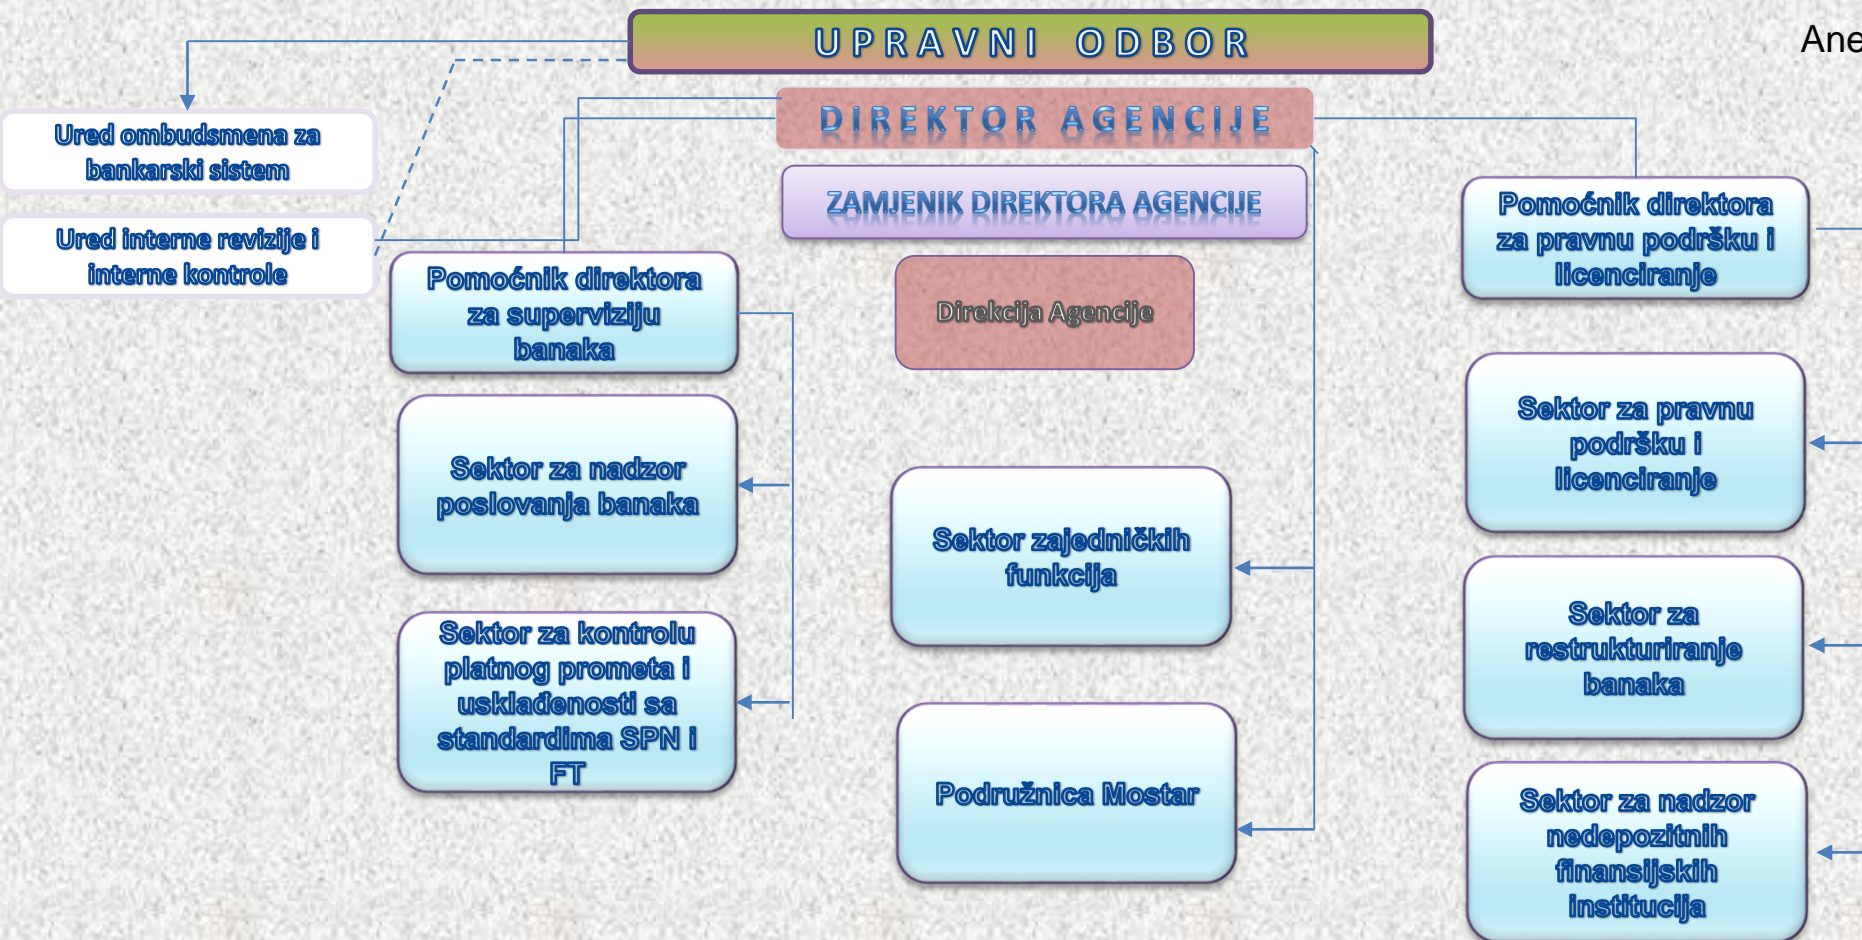 UPRAVNI ODBOR
Ane
DIREKTOR AGENCIJE
Ured ombudsmena za
bankarski sistem
ZAMJENIK DIREKTORA AGENCIJE
Ured interne revizije i
interne kontrole
Pomoćnik direktora
za superviziju
banaka
Direkcija Agencije
Pomoćnik direktora
za pravnu podršku i
licenciranje
Sektor za nadzor
poslovanja banaka
Sektor za kontrolu
platnog prometa i
usklađenosti sa
standardima SPN i
FT
Sektor zajedničkih
funkcija
Podružnica Mostar
Sektor za pravnu
podršku i
licenciranje
Sektor za
restrukturiranje
banaka
Sektor za nadzor
nedepozitnih
finansijskih
institucija